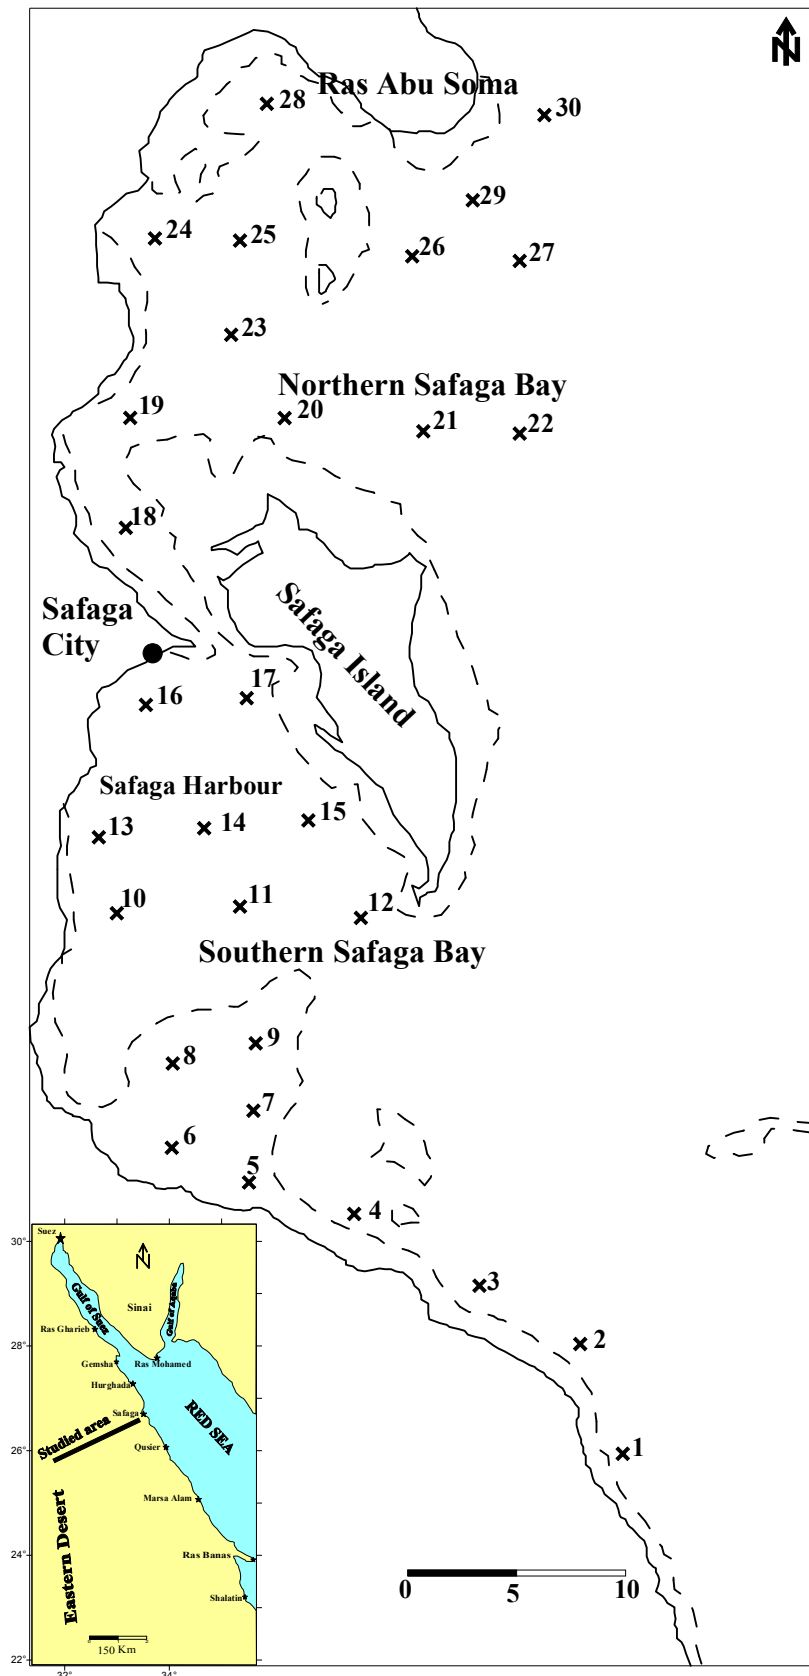 N
Ras Abu Soma
28
30
29
24
25
26
27
23
Northern Safaga Bay
19
20
21
22
18
Safaga
City
Safaga Island
17
16
Safaga Harbour
15
14
13
10
11
12
Southern Safaga Bay
9
8
7
6
5
4
3
2
1
0
5
10
Suez
30°
N
Gulf of Suez
Sinai
Gulf of Aqaba
Ras Gharieb
28°
Gemsha
Ras Mohamed
Hurghada
Safaga
RED SEA
Studied area
Qusier
26°
Marsa Alam
Eastern Desert
Ras Banas
24°
Shalatin
150 Km
22°
32°
34°